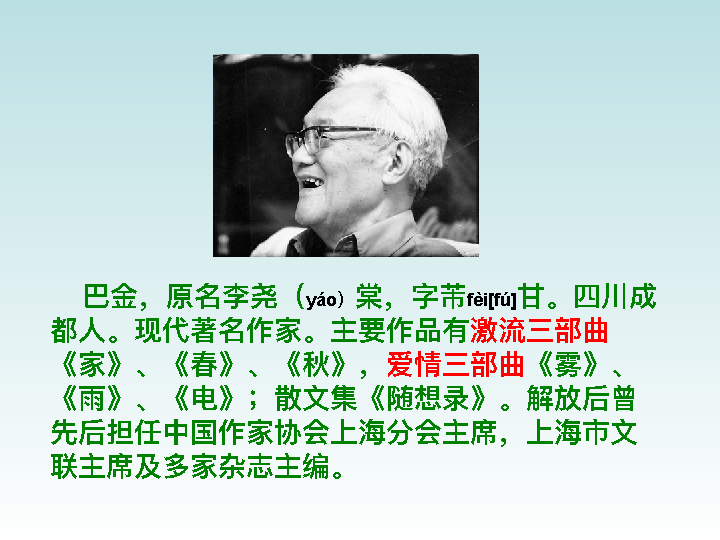 巴金，原名李尧（yáo）棠，字芾fèi[fú]甘。四川成
都人。现代著名作家。主要作品有激流三部曲
《家》、《春》、《秋》，爱情三部曲《雾》、
《雨》、《电》；散文集《随想录》。解放后曾
先后担任中国作家协会上海分会主席，上海市文
联主席及多家杂志主编。